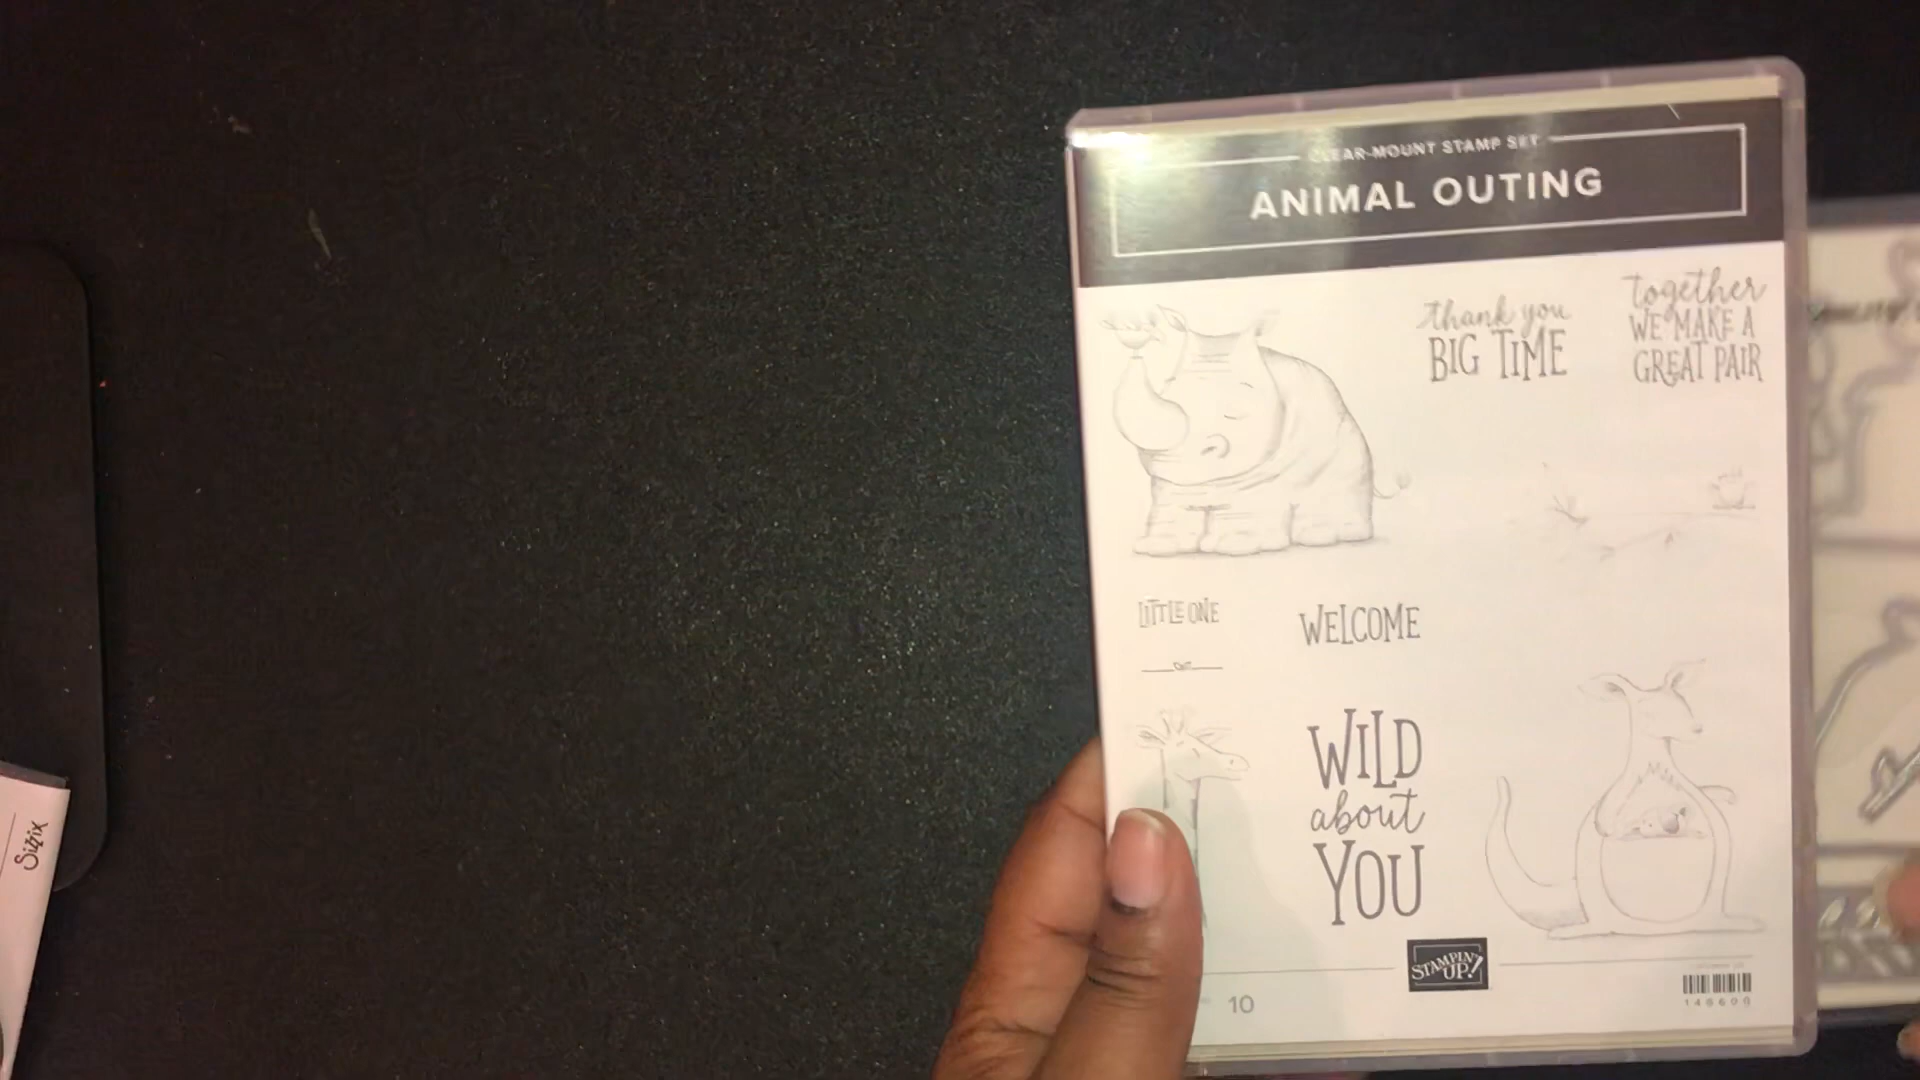 CLEAR-MOUNT STAMP SET
ANIMAL OUTING
thank you
BIG TIME
together
WE MAKE A
GREAT PAIR
LITTLE ONE
WELCOME
WILD
about
YOU
STAMPIN'
UP!
10
Sizzix